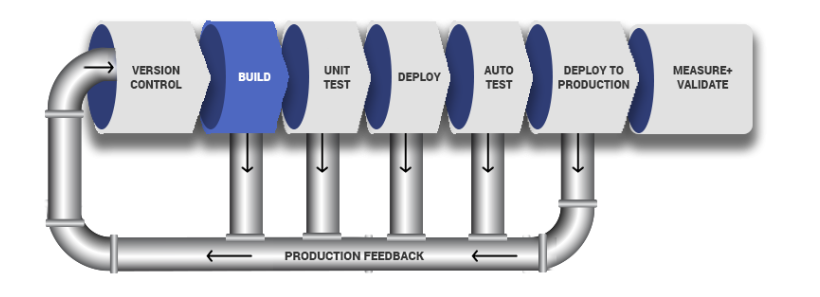 VERSION
CONTROL
BUILD
UNIT
TEST
DEPLOY
AUTO
TEST
DEPLOY TO
PRODUCTION
MEASURE+
VALIDATE
PRODUCTION FEEDBACK